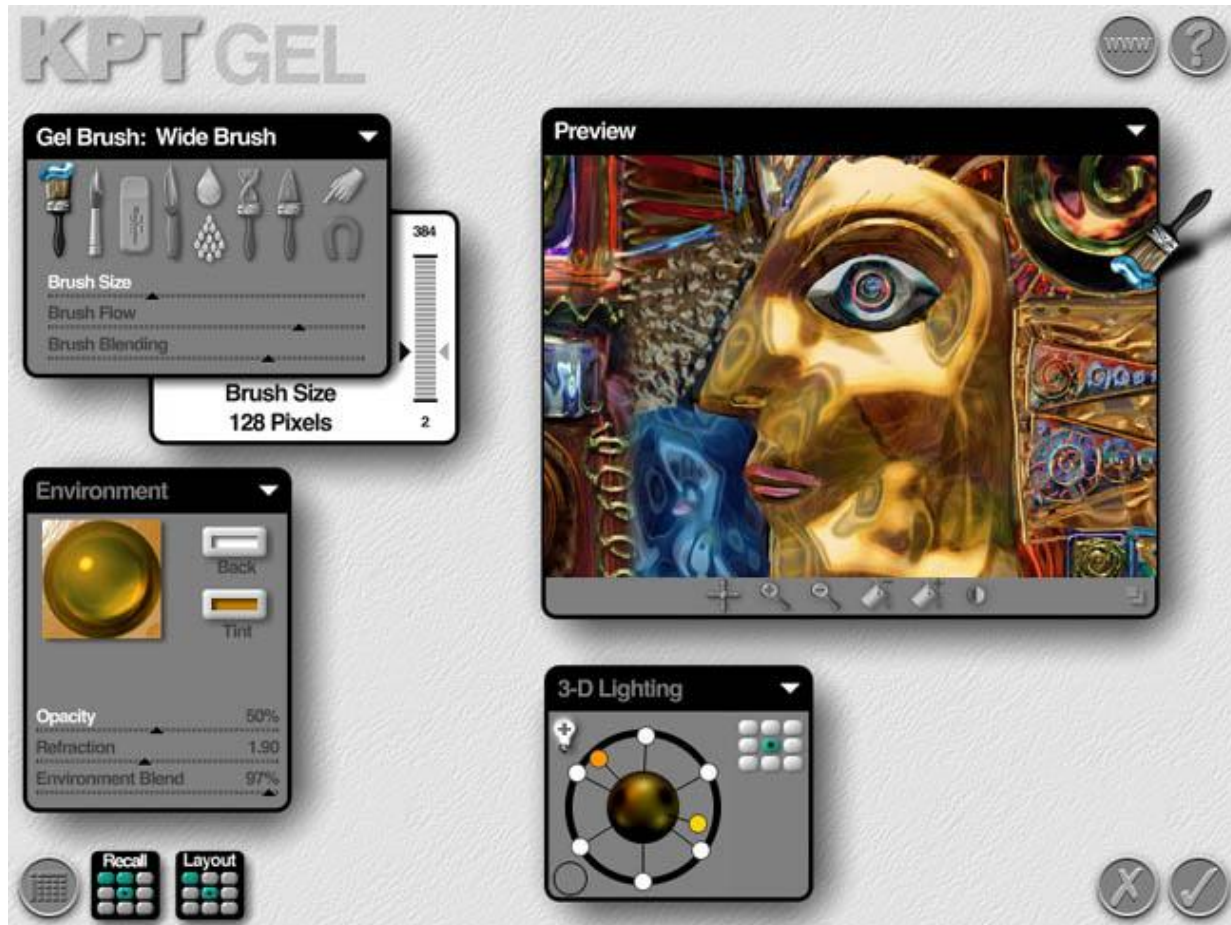 KPT GEL
WWW ?
Gel Brush: Wide Brush
Brush Size
Brush Flow
Brush Blending
384
2
Brush Size
128 Pixels
Preview
Environment
Back
Tint
Opacity 50%
Refraction 1.90
Environment Blend 97%
3-D Lighting
Recall
Layout